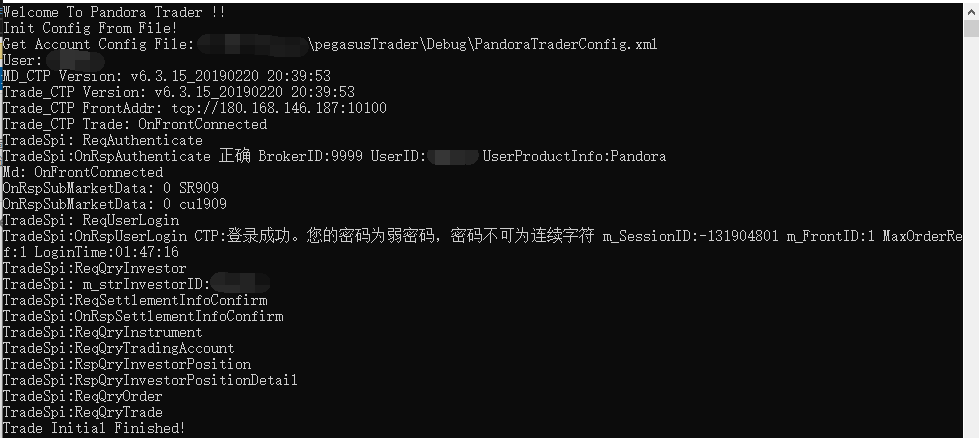 Welcome To Pandora Trader !!
Init Config From File!
Get Account Config File: \pegasusTrader\Debug\PandoraTraderConfig.xml
User:
MD_CTP Version: v6.3.15_20190220 20:39:53
Trade_CTP Version: v6.3.15_20190220 20:39:53
Trade_CTP FrontAddr: tcp://180.168.146.187:10100
Trade_CTP Trade: OnFrontConnected
TradeSpi: ReqAuthenticate
TradeSpi:OnRspAuthenticate 正确 BrokerID:9999 UserID: UserProductInfo:Pandora
Md: OnFrontConnected
OnRspSubMarketData: 0 SR909
OnRspSubMarketData: 0 cu1909
TradeSpi: ReqUserLogin
TradeSpi:OnRspUserLogin CTP:登录成功。您的密码为弱密码，密码不可为连续字符 m_SessionID:-131904801 m_FrontID:1 MaxOrderRe
f:1 LoginTime:01:47:16
TradeSpi:ReqQryInvestor
TradeSpi: m_strInvestorID:
TradeSpi:ReqSettlementInfoConfirm
TradeSpi:OnRspSettlementInfoConfirm
TradeSpi:ReqQryInstrument
TradeSpi:ReqQryTradingAccount
TradeSpi:RspQryInvestorPosition
TradeSpi:RspQryInvestorPositionDetail
TradeSpi:ReqQryOrder
TradeSpi:ReqQryTrade
Trade Initial Finished!